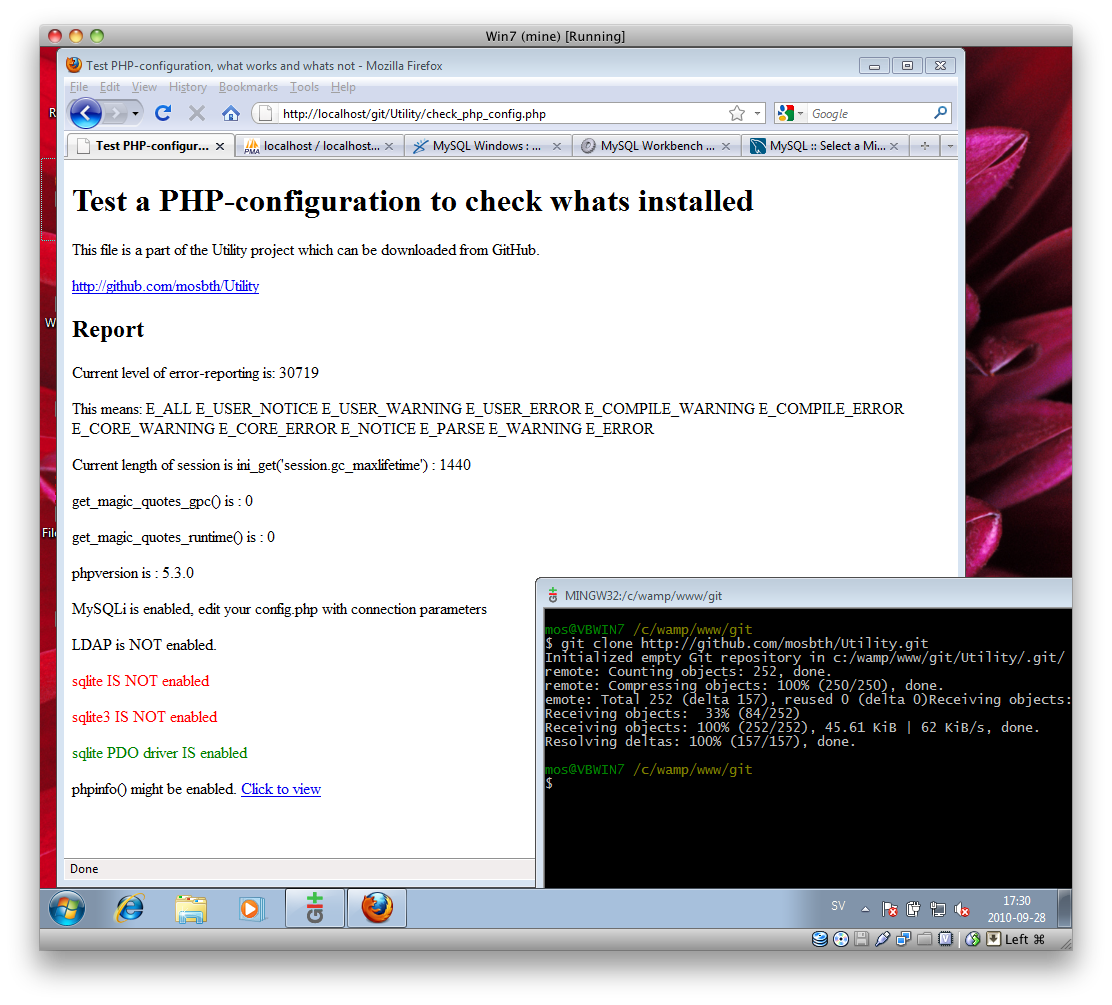 Win7 (mine) [Running]
Test PHP-configuration, what works and whats not - Mozilla Firefox
File Edit View History Bookmarks Tools Help
http://localhost/git/Utility/check_php_config.php
Google
Test PHP-configur...
PMA
localhost / localhost...
MySQL Windows : ...
MySQL Workbench ...
MySQL :: Select a Mi...
R
Test a PHP-configuration to check whats installed
This file is a part of the Utility project which can be downloaded from GitHub.
http://github.com/mosbth/Utility
W
Report
Current level of error-reporting is: 30719
This means: E_ALL E_USER_NOTICE E_USER_WARNING E_USER_ERROR E_COMPILE_WARNING E_COMPILE_ERROR
E_CORE_WARNING E_CORE_ERROR E_NOTICE E_PARSE E_WARNING E_ERROR
Current length of session is ini_get('session.gc_maxlifetime') : 1440
get_magic_quotes_gpc() is : 0
File
get_magic_quotes_runtime() is : 0
phpversion is : 5.3.0
MySQLi is enabled, edit your config.php with connection parameters
LDAP is NOT enabled.
sqlite IS NOT enabled
sqlite3 IS NOT enabled
sqlite PDO driver IS enabled
phpinfo() might be enabled. Click to view
Done
MINGW32:/c/wamp/www/git
mos@VBWIN7 /c/wamp/www/git
$ git clone http://github.com/mosbth/Utility.git
Initialized empty Git repository in c:/wamp/www/git/Utility/.git/
remote: Counting objects: 252, done.
remote: Compressing objects: 100% (250/250), done.
emote: Total 252 (delta 157), reused 0 (delta 0)Receiving objects:
Receiving objects:  33% (84/252)
Receiving objects: 100% (252/252), 45.61 KiB | 62 KiB/s, done.
Resolving deltas: 100% (157/157), done.
mos@VBWIN7 /c/wamp/www/git
$
git
SV
17:30
2010-09-28
Left ⌘